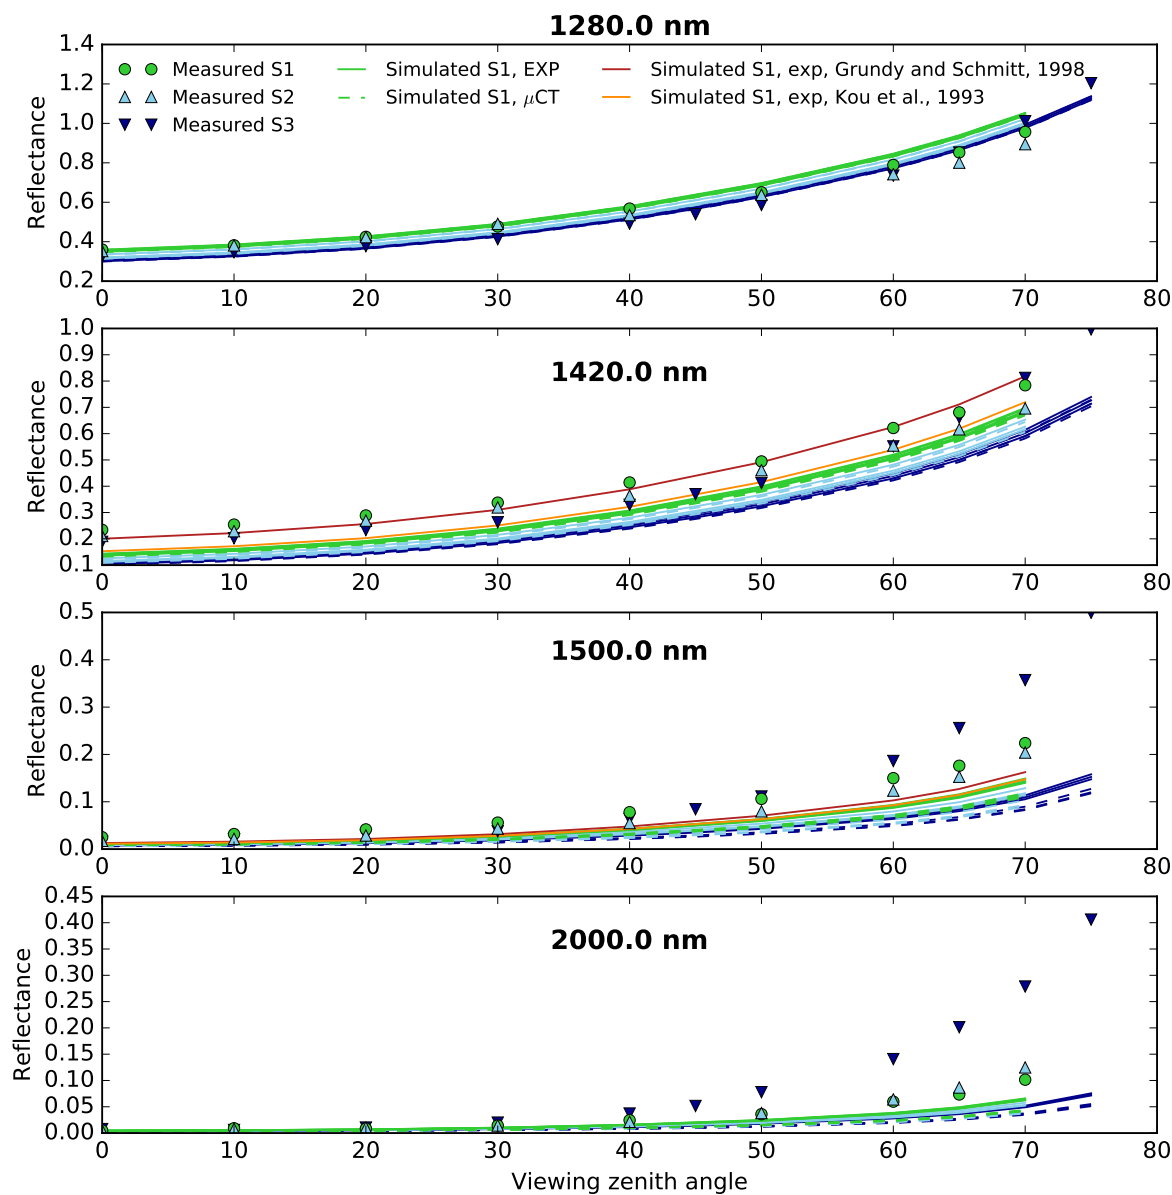 1280.0 nm
1.4
1.2
1.0
0.8
0.6
0.4
0.2
Reflectance
Measured S1
Measured S2
Measured S3
Simulated S1, EXP
Simulated S1, μCT
Simulated S1, exp, Grundy and Schmitt, 1998
Simulated S1, exp, Kou et al., 1993
0 10 20 30 40 50 60 70 80
1420.0 nm
1.0
0.9
0.8
0.7
0.6
0.5
0.4
0.3
0.2
0.1
Reflectance
0 10 20 30 40 50 60 70 80
1500.0 nm
0.5
0.4
0.3
0.2
0.1
0.0
Reflectance
0 10 20 30 40 50 60 70 80
2000.0 nm
0.45
0.40
0.35
0.30
0.25
0.20
0.15
0.10
0.05
0.00
Reflectance
0 10 20 30 40 50 60 70 80
Viewing zenith angle